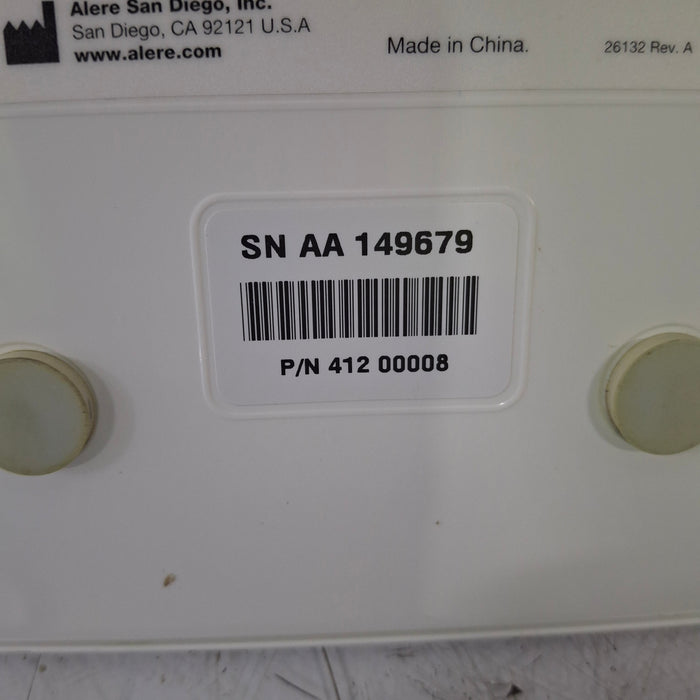 Alere San Diego, Inc.
San Diego, CA 92121 U.S.A
www.alere.com
Made in China.
26132 Rev. A
SN AA 149679
P/N 412 00008